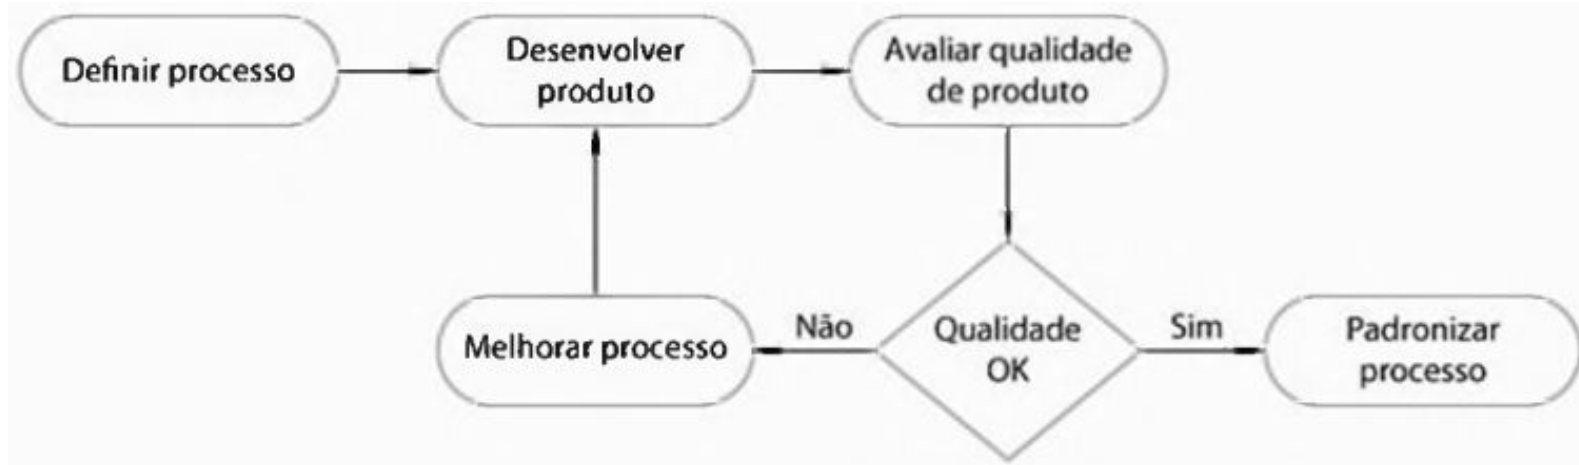 Definir processo
Desenvolver
produto
Avaliar qualidade
de produto
Melhorar processo
Não
Qualidade
OK
Sim
Padronizar
processo